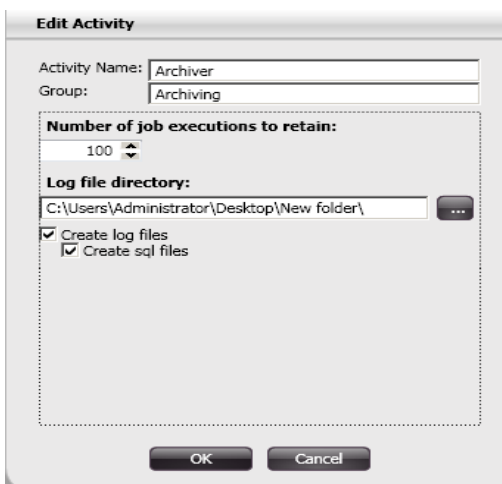 Edit Activity
Activity Name: Archiver
Group: Archiving
Number of job executions to retain:
100
Log file directory:
C:\Users\Administrator\Desktop\New folder\ ...
Create log files
Create sql files
OK Cancel